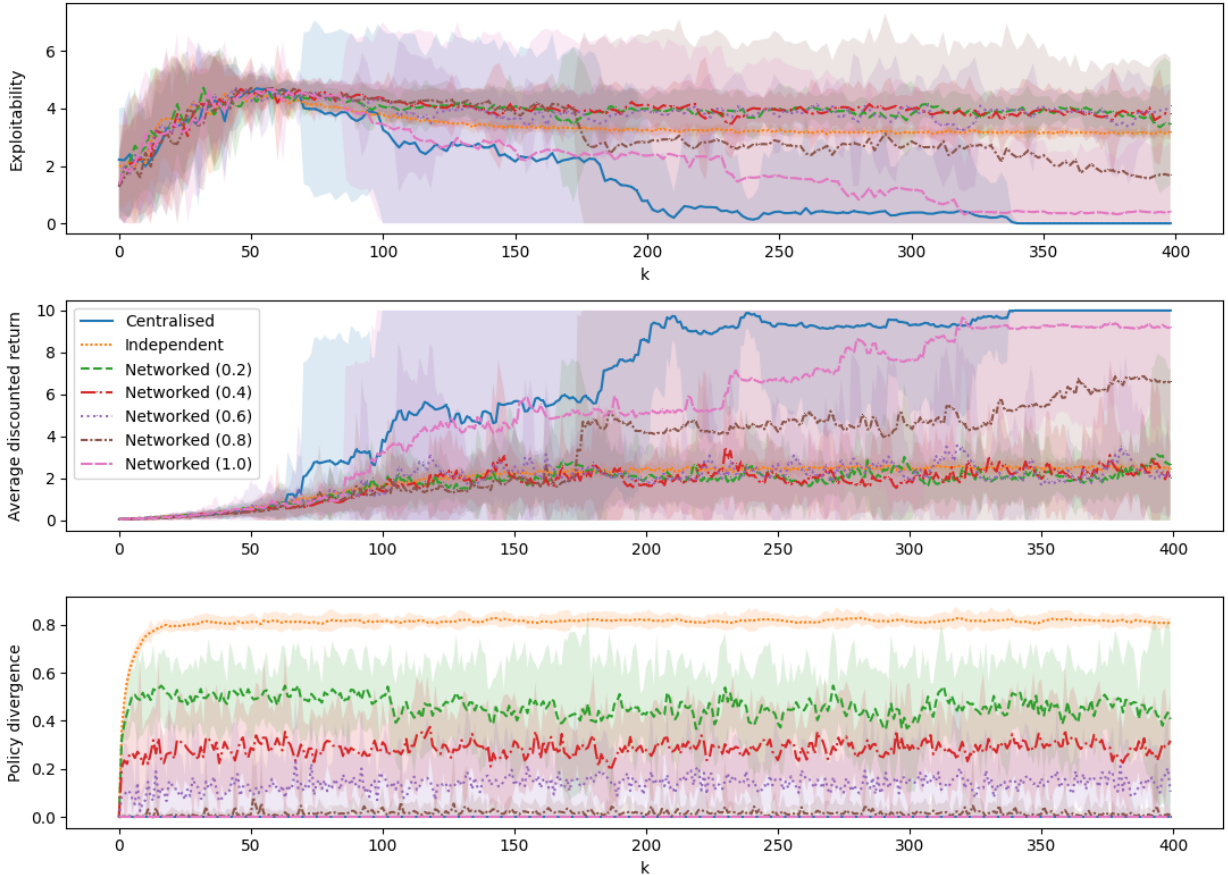 Exploitability
6
4
2
0
0 50 100 150 200 250 300 350 400
k
Average discounted return
10
8
6
4
2
0
Centralised
Independent
Networked (0.2)
Networked (0.4)
Networked (0.6)
Networked (0.8)
Networked (1.0)
0 50 100 150 200 250 300 350 400
k
Policy divergence
0.8
0.6
0.4
0.2
0.0
0 50 100 150 200 250 300 350 400
k